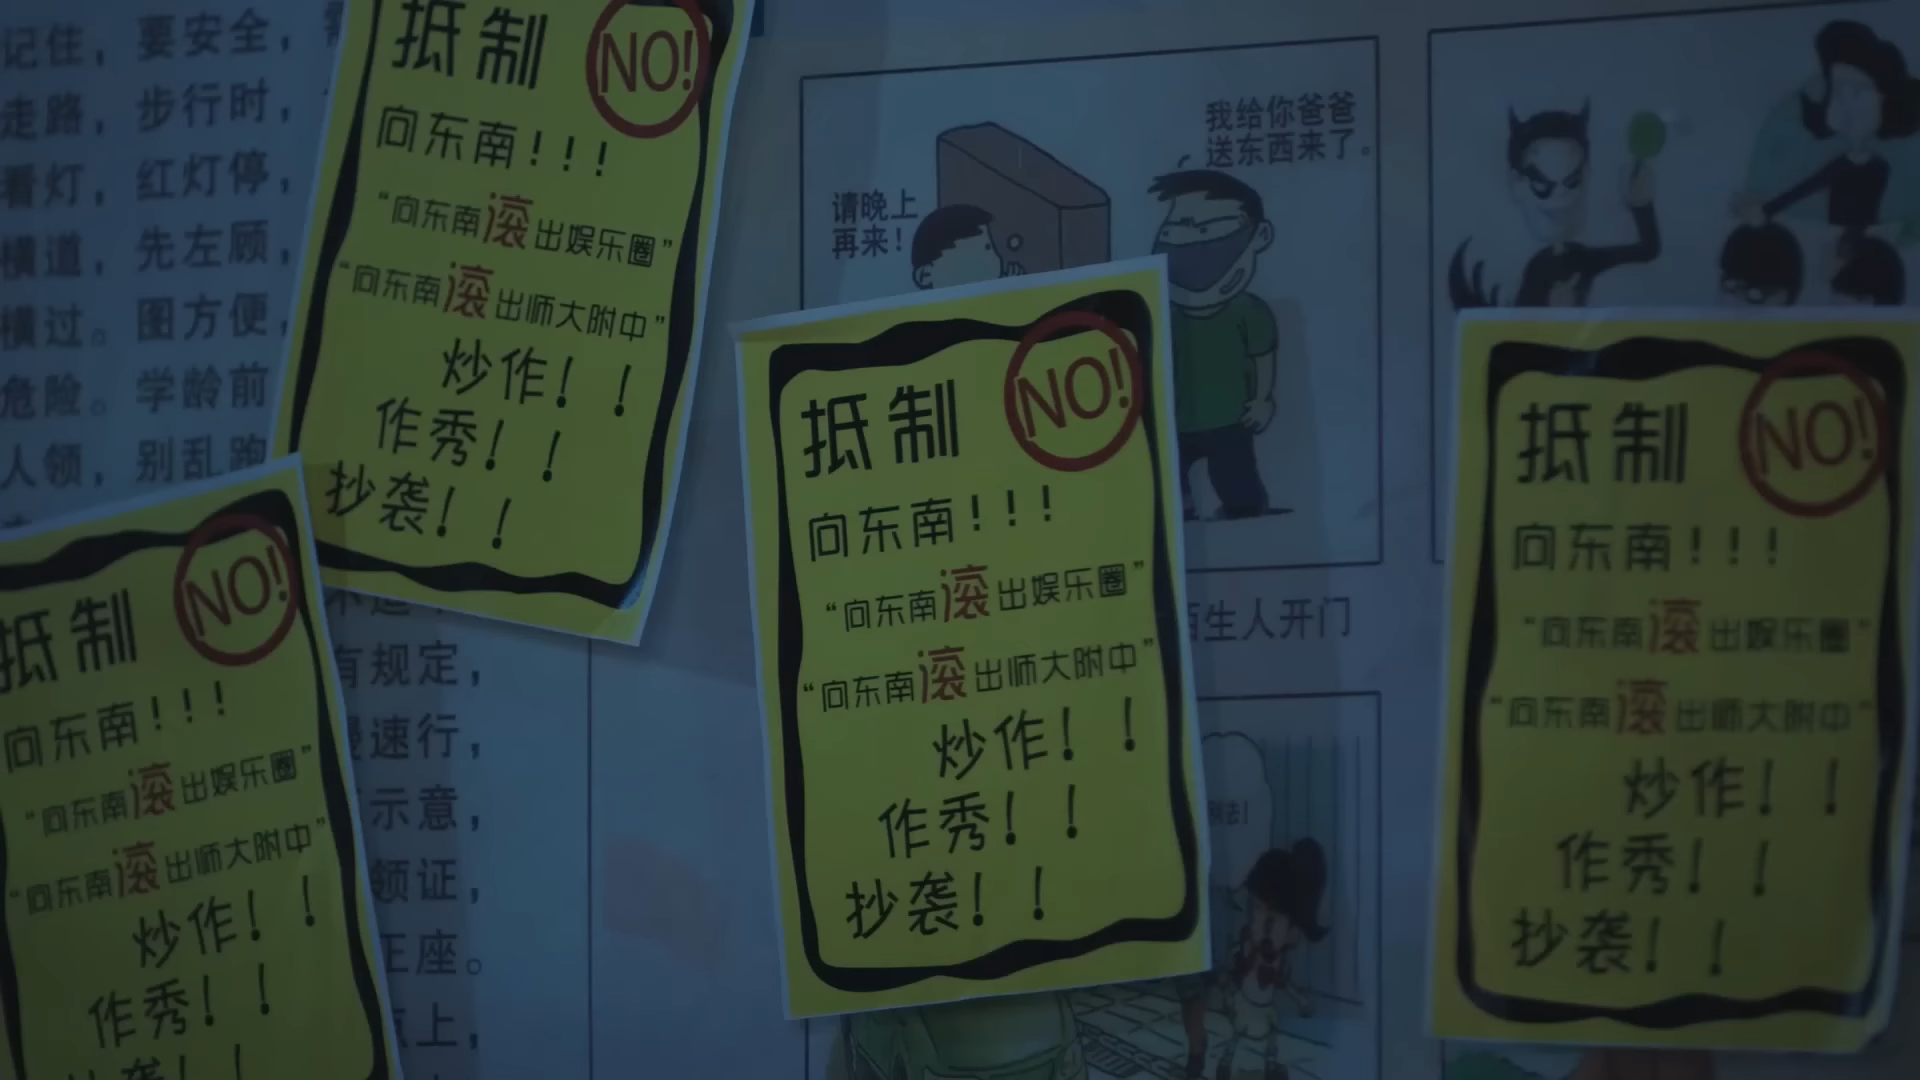 记住，要安全，
走路，步行时，
看灯，红灯停，
横道，先左顾，
横过。图方便，
危险。学龄前
人领，别乱跑
有规定，
速行，
示意，
领证，
正座。
上，
抵制
NO!
向东南！！！
“向东南滚出娱乐圈”
“向东南滚出师大附中”
炒作！！
作秀！！
抄袭！！
抵制
NO!
向东南！！！
“向东南滚出娱乐圈”
“向东南滚出师大附中”
炒作！！
作秀！！
请晚上
再来！
我给你爸爸
送东西来了。
生人开门
抵制
NO!
向东南！！！
“向东南滚出娱乐圈”
“向东南滚出师大附中”
炒作！！
作秀！！
抄袭！！
抵制
NO!
向东南！！！
“向东南滚出娱乐圈”
“向东南滚出师大附中”
炒作！！
作秀！！
抄袭！！